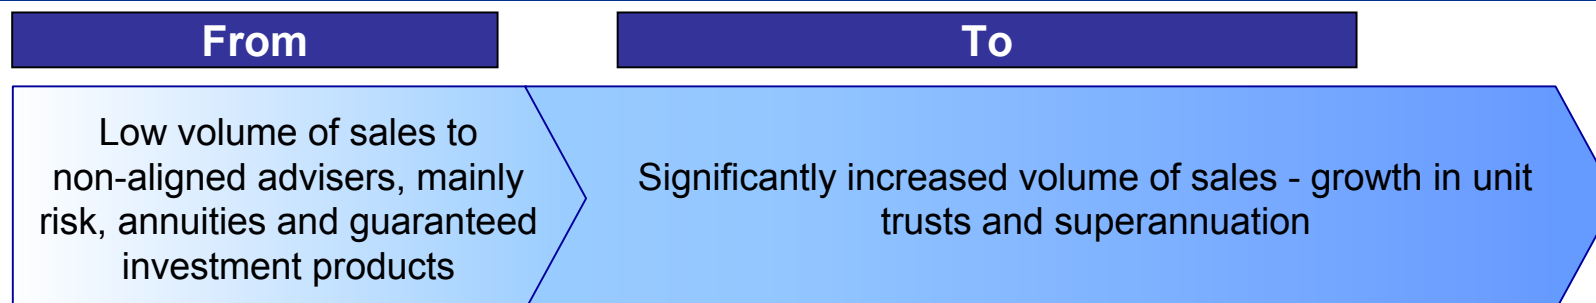 From
To
Low volume of sales to
non-aligned advisers, mainly
risk, annuities and guaranteed
investment products
Significantly increased volume of sales - growth in unit
trusts and superannuation